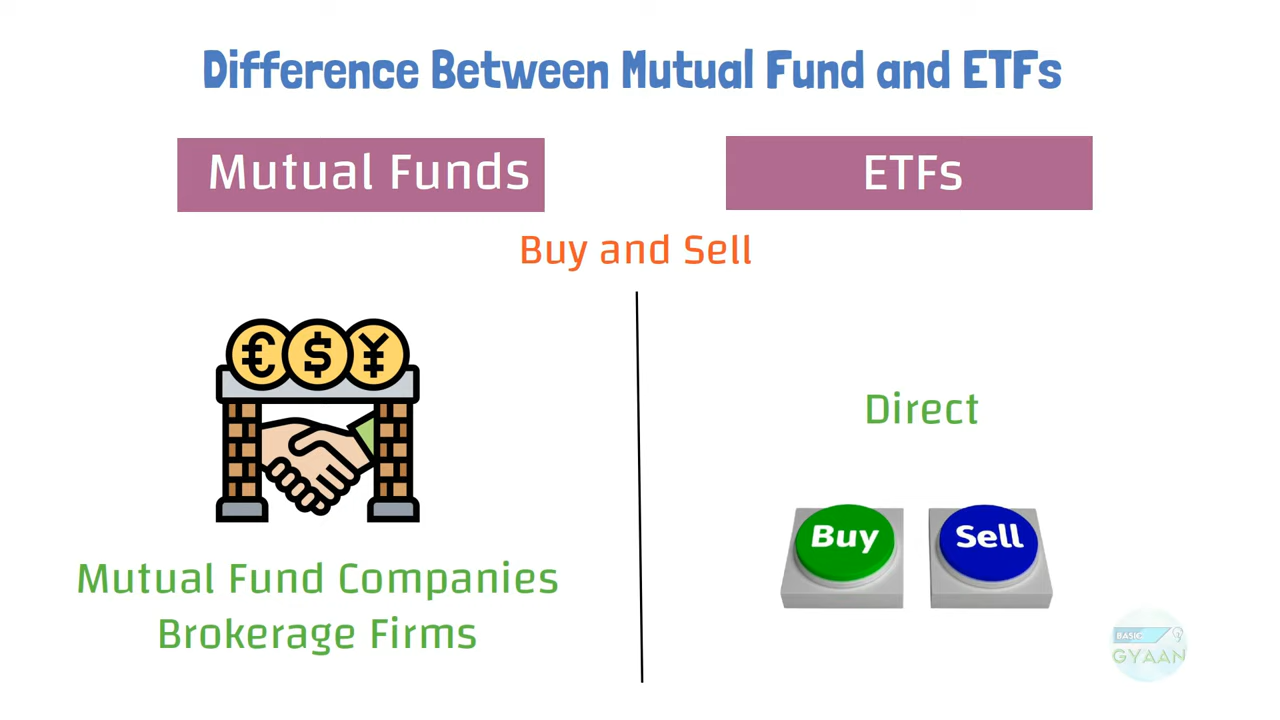 Difference Between Mutual Fund and ETFs
Mutual Funds
ETFs
Buy and Sell
€ $ ¥
Direct
Buy
Sell
Mutual Fund Companies
Brokerage Firms
BASIC
GYAAN